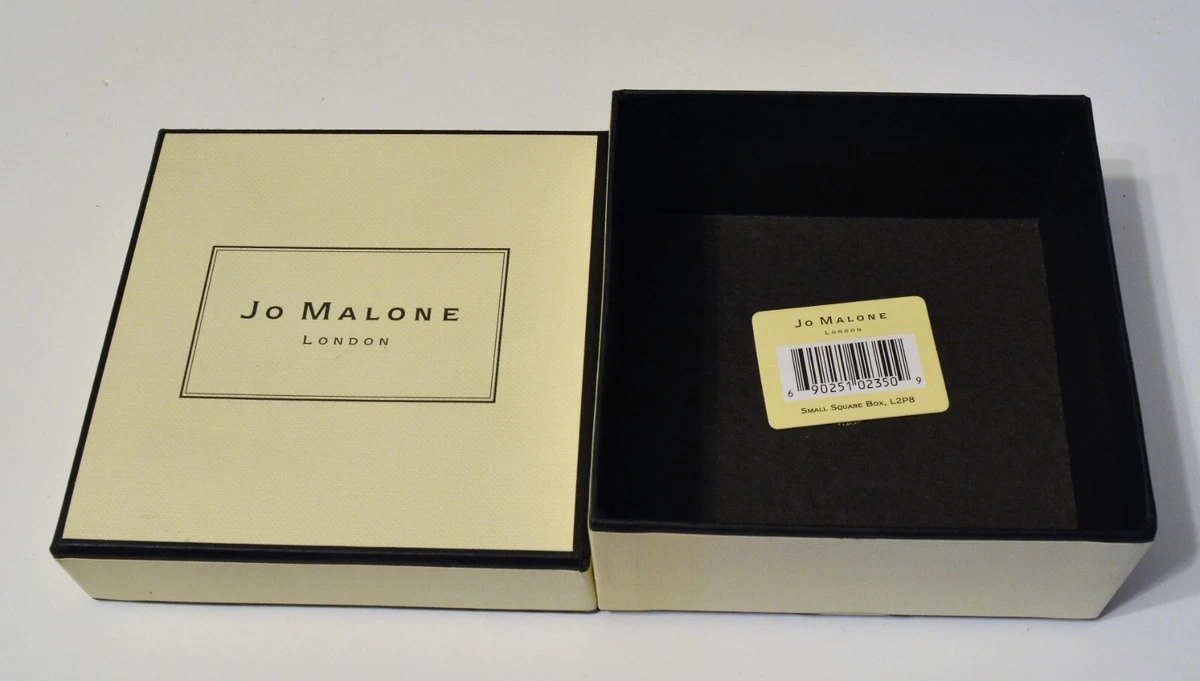 Jo Malone
London
Jo Malone
London
6 90251 02350 9
Small Square Box, L2P8